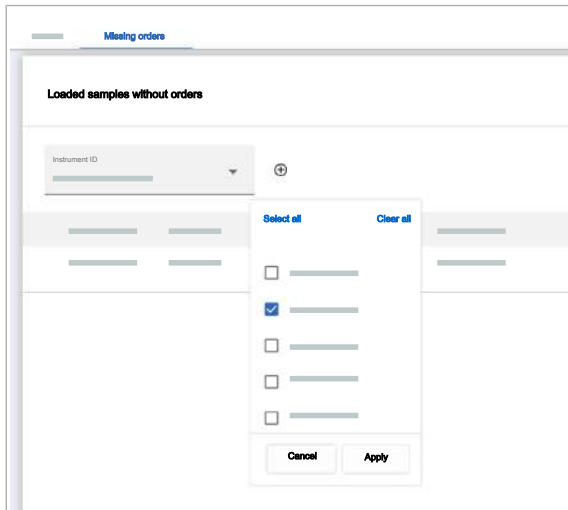 Missing orders
Loaded samples without orders
Instrument ID
Select all Clear all
Cancel Apply